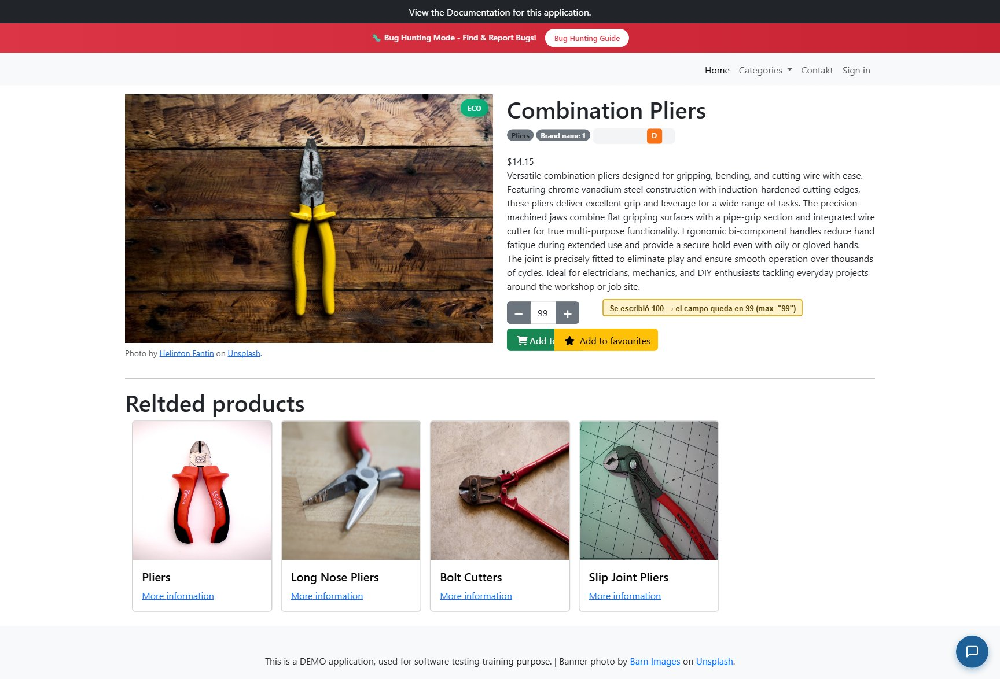 View the Documentation for this application.
Bug Hunting Mode - Find & Report Bugs! Bug Hunting Guide
Home Categories Contakt Sign in
ECO
Combination Pliers
Pliers Brand name 1 D
$14.15
Versatile combination pliers designed for gripping, bending, and cutting wire with ease.
Featuring chrome vanadium steel construction with induction-hardened cutting edges,
these pliers deliver excellent grip and leverage for a wide range of tasks. The precision-
machined jaws combine flat gripping surfaces with a pipe-grip section and integrated wire
cutter for true multi-purpose functionality. Ergonomic bi-component handles reduce hand
fatigue during extended use and provide a secure hold even with oily or gloved hands.
The joint is precisely fitted to eliminate play and ensure smooth operation over thousands
of cycles. Ideal for electricians, mechanics, and DIY enthusiasts tackling everyday projects
around the workshop or job site.
− 99 + Se escribió 100 → el campo queda en 99 (max="99")
Add to Add to favourites
Photo by Helinton Fantin on Unsplash.
Reltded products
Pliers Long Nose Pliers Bolt Cutters Slip Joint Pliers
More information More information More information More information
This is a DEMO application, used for software testing training purpose. | Banner photo by Barn Images on Unsplash.